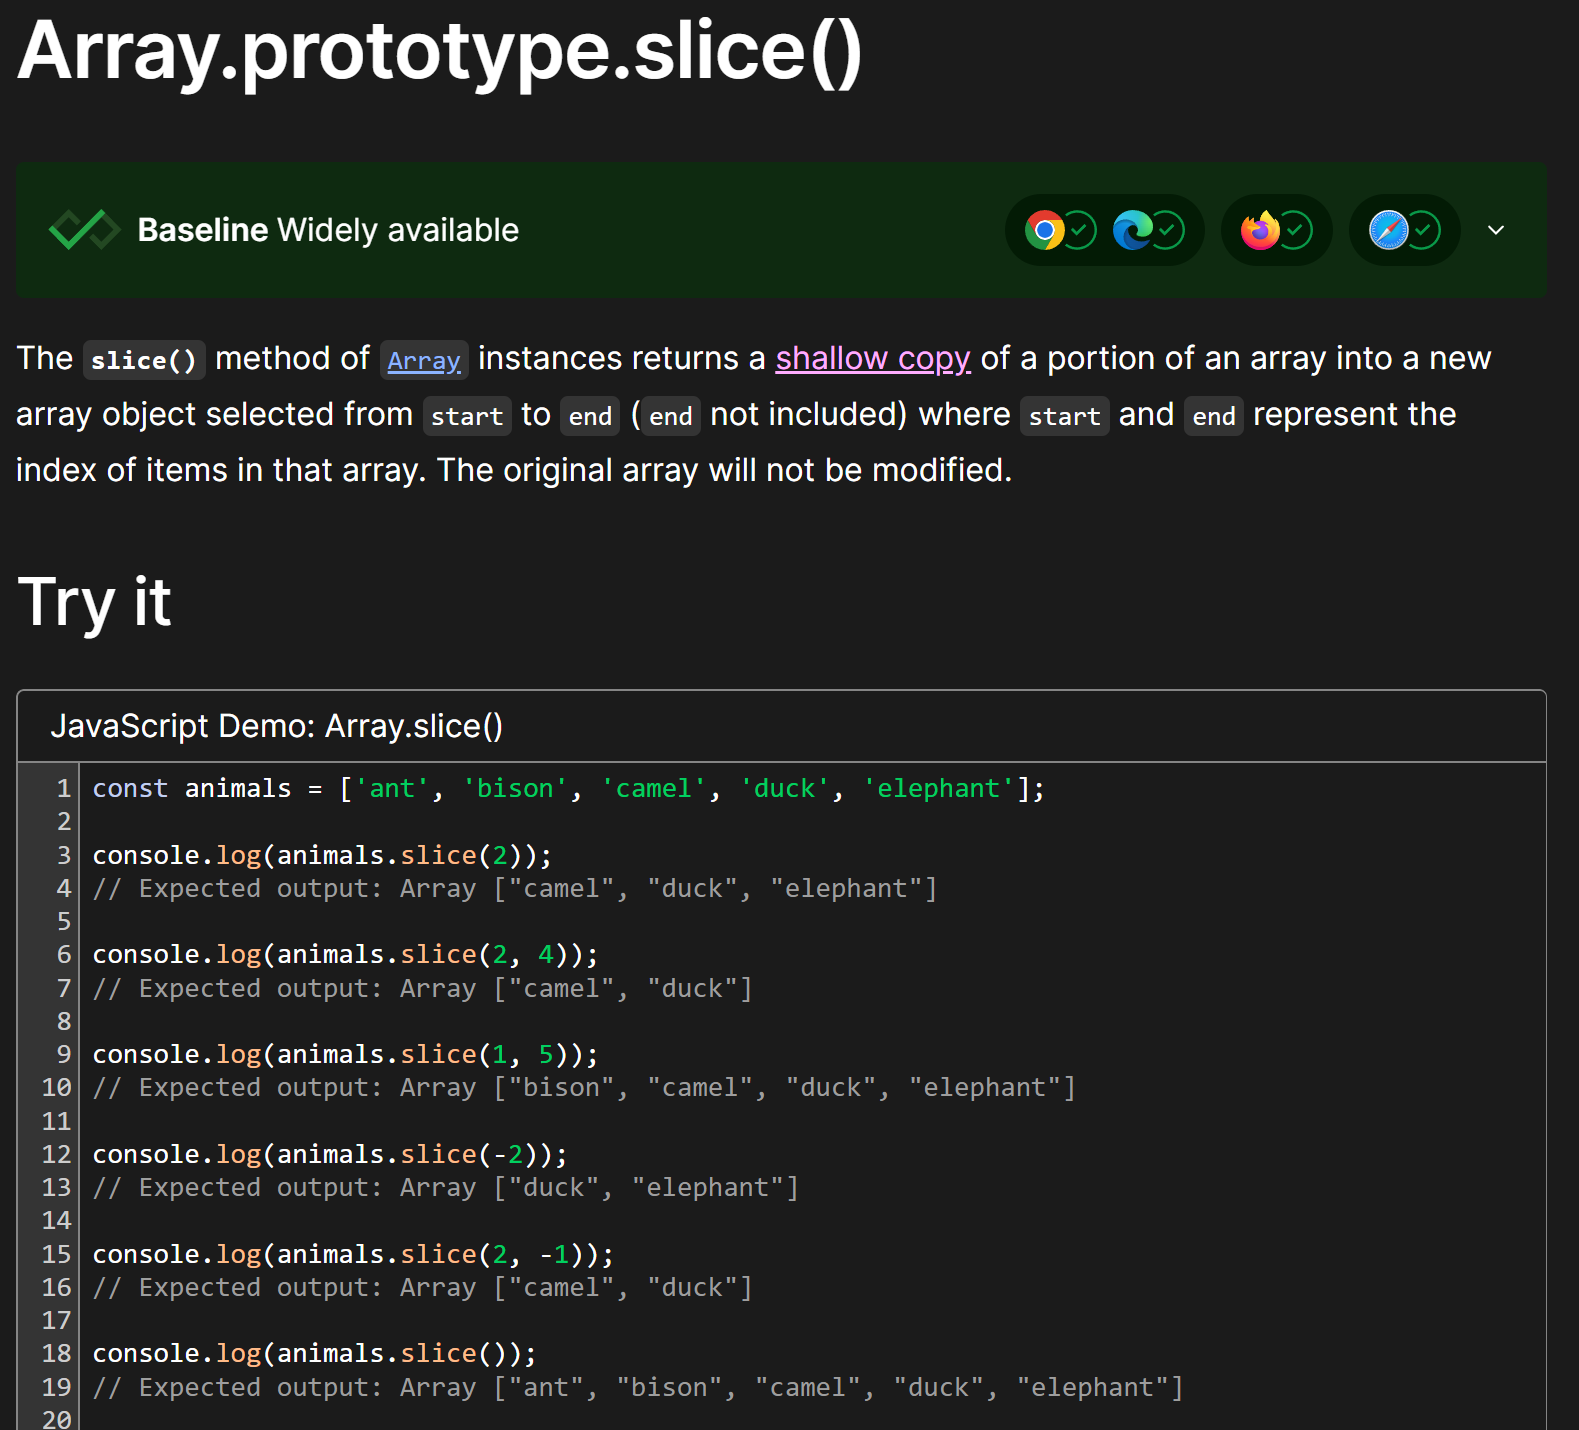 Array.prototype.slice()
Baseline Widely available
The slice() method of Array instances returns a shallow copy of a portion of an array into a new
array object selected from start to end (end not included) where start and end represent the
index of items in that array. The original array will not be modified.
Try it
JavaScript Demo: Array.slice()
1 const animals = ['ant', 'bison', 'camel', 'duck', 'elephant'];
2
3 console.log(animals.slice(2));
4 // Expected output: Array ["camel", "duck", "elephant"]
5
6 console.log(animals.slice(2, 4));
7 // Expected output: Array ["camel", "duck"]
8
9 console.log(animals.slice(1, 5));
10 // Expected output: Array ["bison", "camel", "duck", "elephant"]
11
12 console.log(animals.slice(-2));
13 // Expected output: Array ["duck", "elephant"]
14
15 console.log(animals.slice(2, -1));
16 // Expected output: Array ["camel", "duck"]
17
18 console.log(animals.slice());
19 // Expected output: Array ["ant", "bison", "camel", "duck", "elephant"]
20